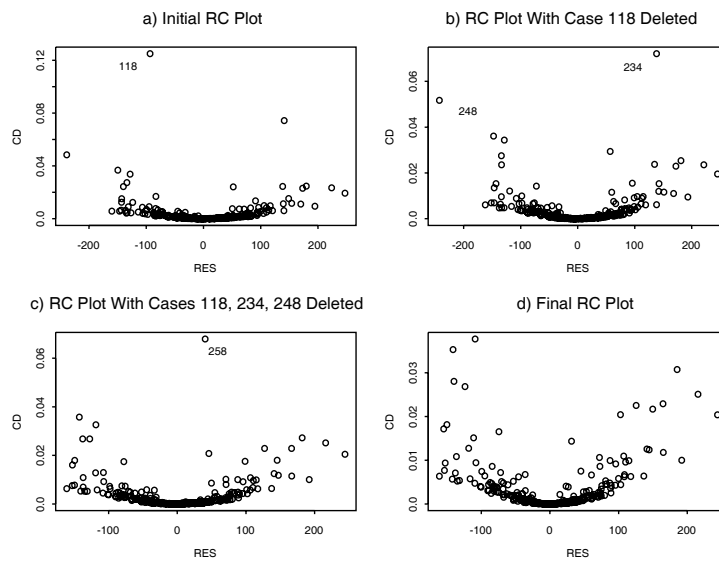 a) Initial RC Plot
0.12
0.08
0.04
0.0
CD
118
-200 -100 0 100 200
RES
b) RC Plot With Case 118 Deleted
0.06
0.04
0.02
0.0
CD
234
248
-200 -100 0 100 200
RES
c) RC Plot With Cases 118, 234, 248 Deleted
0.06
0.04
0.02
0.0
CD
258
-100 0 100 200
RES
d) Final RC Plot
0.03
0.02
0.01
0.0
CD
-100 0 100 200
RES